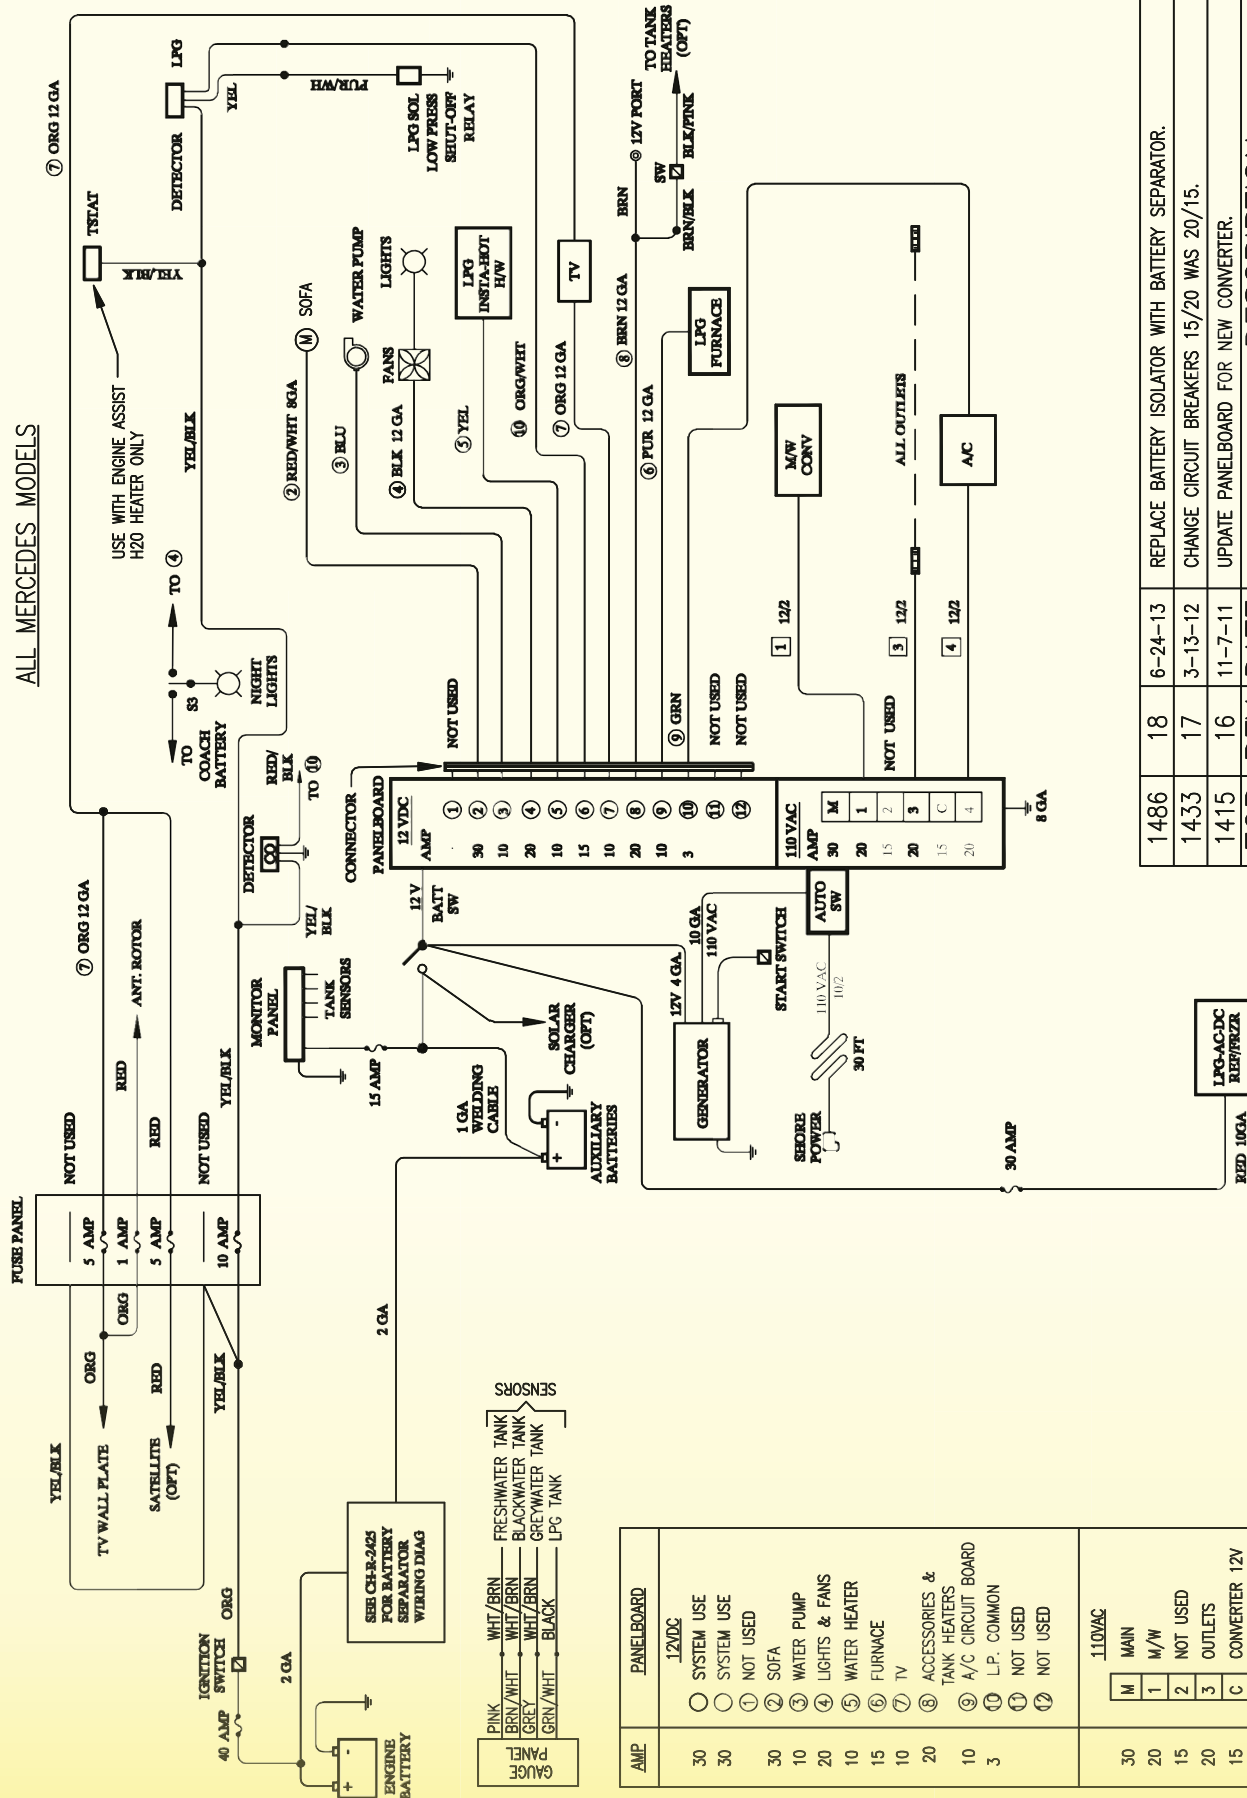 ALL MERCEDES MODELS
⑦ ORG 12 GA
LPG
DETECTOR
YEL
PUR/WH
LPG SOL
LOW PRESS
SHUT-OFF
RELAY
TSTAT
YEL/BLK
USE WITH ENGINE ASSIST
H2O HEATER ONLY
YEL/BLK
TO ④
S3
NIGHT
LIGHTS
TO
COACH
BATTERY
12V PORT
TO TANK
HEATERS
(OPT)
SW
BLK/PINK
BRN
BRN/BLK
M
SOFA
WATER PUMP
LIGHTS
FANS
LPG
INSTA-HOT
H/W
TV
⑧ BRN 12 GA
LPG
FURNACE
② RED/WHT 8GA
③ BLU
④ BLK 12 GA
⑤ YEL
⑩ ORG/WHT
⑦ ORG 12 GA
⑥ PUR 12 GA
⑨ GRN
M/W
CONV
ALL OUTLETS
A/C
1 12/2
3 12/2
4 12/2
NOT USED
NOT USED
NOT USED
NOT USED
RED/
BLK
TO ⑩
DETECTOR
YEL/
BLK
CONNECTOR
PANELBOARD
12 VDC
AMP
①
30 ②
10 ③
20 ④
10 ⑤
15 ⑥
10 ⑦
20 ⑧
10 ⑨
3 ⑩
⑪
⑫
110 VAC
AMP
30 M
20 1
15 2
20 3
15 C
20 4
8 GA
12 V
BATT
SW
AUTO
SW
10 GA
110 VAC
12V 4 GA
START SWITCH
GENERATOR
110 VAC
10/2
30 FT
SHORE
POWER
SOLAR
CHARGER
(OPT)
MONITOR
PANEL
TANK
SENSORS
15 AMP
1 GA
WELDING
CABLE
+ -
AUXILIARY
BATTERIES
30 AMP
LPG-AC-DC
REF/FRZR
RED 10GA
⑦ ORG 12 GA
ANT. ROTOR
RED
RED
YEL/BLK
NOT USED
NOT USED
FUSE PANEL
5 AMP
1 AMP
5 AMP
10 AMP
ORG
ORG
RED
YEL/BLK
YEL/BLK
TV WALL PLATE
SATELLITE
(OPT)
2 GA
SEE CH-R-2425
FOR BATTERY
SEPARATOR
WIRING DIAG
IGNITION
SWITCH
ORG
40 AMP
2 GA
+ -
ENGINE
BATTERY
SENSORS
FRESHWATER TANK
BLACKWATER TANK
GREYWATER TANK
LPG TANK
WHT/BRN
WHT/BRN
WHT/BRN
BLACK
PINK
BRN/WHT
GREY
GRN/WHT
GAUGE
PANEL
AMP PANELBOARD
12VDC
30 SYSTEM USE
30 SYSTEM USE
① NOT USED
30 ② SOFA
10 ③ WATER PUMP
20 ④ LIGHTS & FANS
10 ⑤ WATER HEATER
15 ⑥ FURNACE
10 ⑦ TV
20 ⑧ ACCESSORIES &
TANK HEATERS
10 ⑨ A/C CIRCUIT BOARD
3 ⑩ L.P. COMMON
⑪ NOT USED
⑫ NOT USED
110VAC
30 M MAIN
20 1 M/W
15 2 NOT USED
20 3 OUTLETS
15 C CONVERTER 12V
1486 18 6-24-13 REPLACE BATTERY ISOLATOR WITH BATTERY SEPARATOR.
1433 17 3-13-12 CHANGE CIRCUIT BREAKERS 15/20 WAS 20/15.
1415 16 11-7-11 UPDATE PANELBOARD FOR NEW CONVERTER.